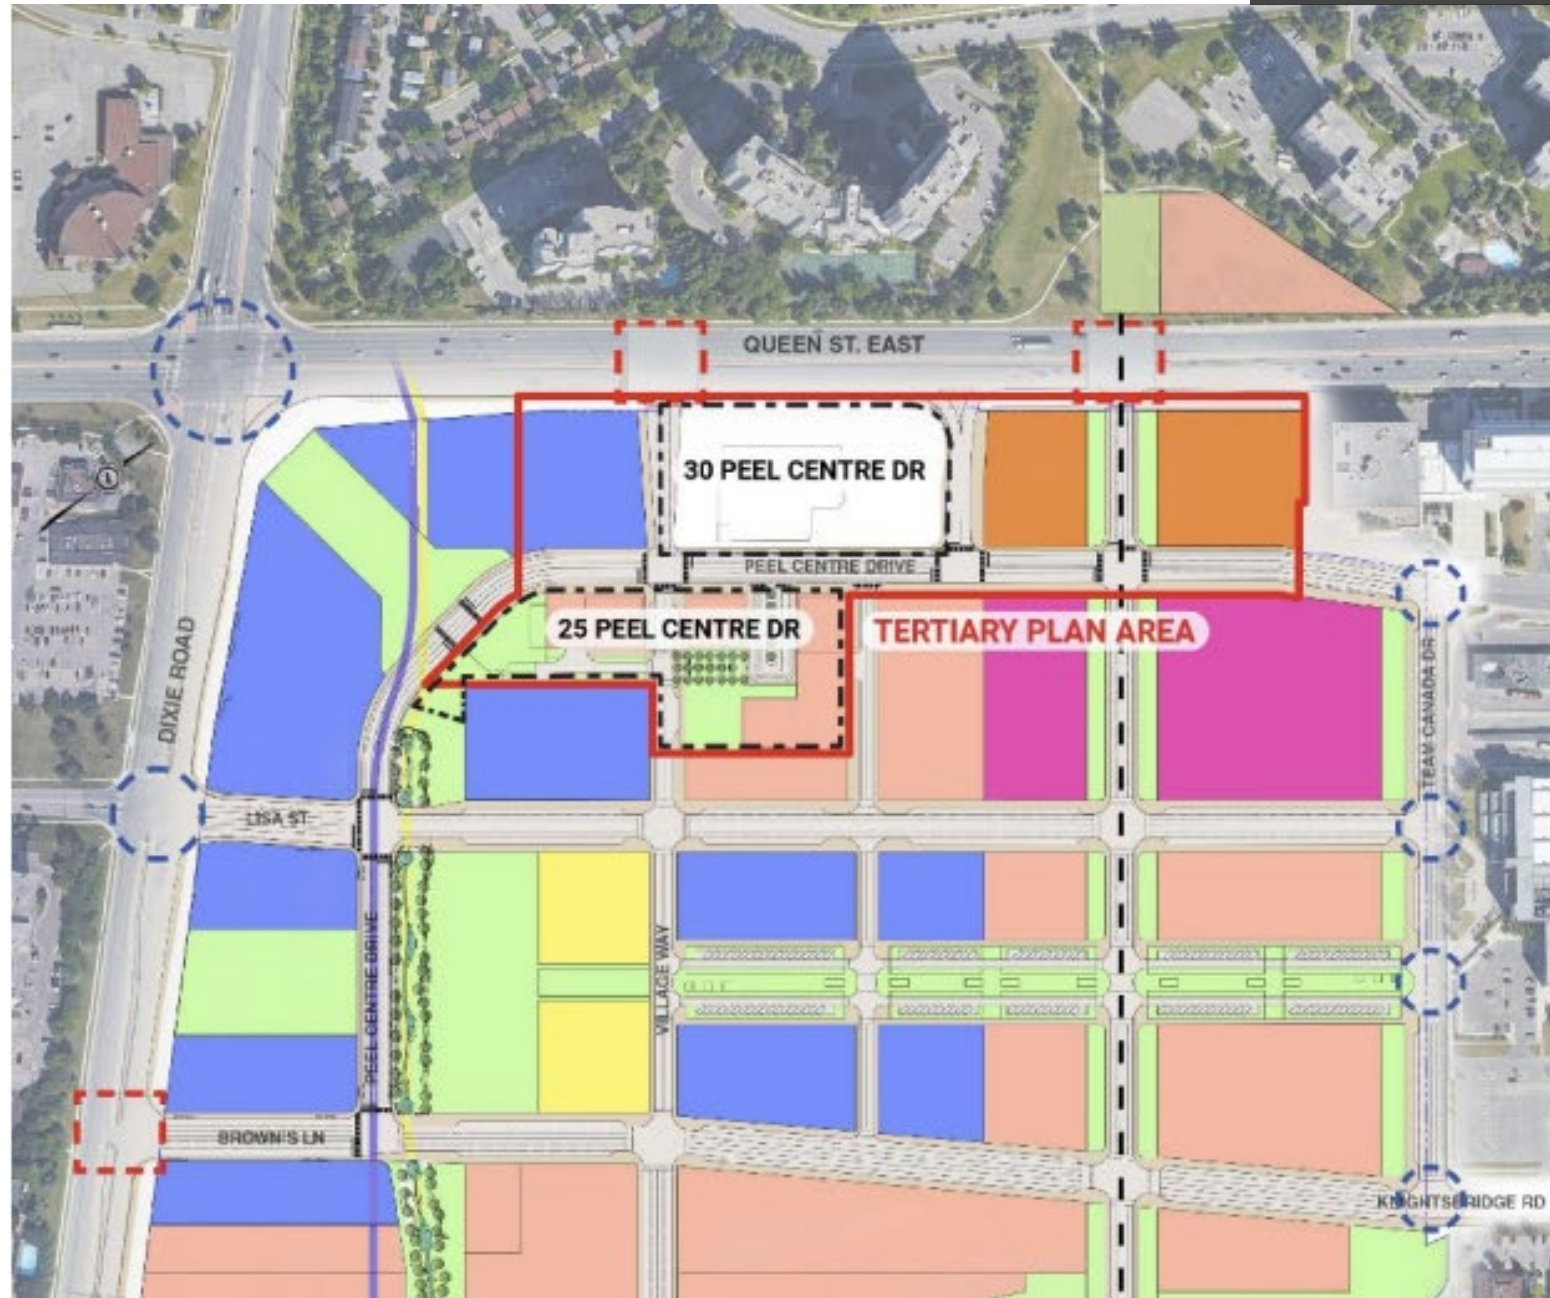 QUEEN ST. EAST
30 PEEL CENTRE DR
PEEL CENTRE DRIVE
25 PEEL CENTRE DR
TERTIARY PLAN AREA
DIXIE ROAD
TEAM CANADA DR
LISA ST
PEEL CENTRE DRIVE
VILLAGE WAY
BROWN'S LN
KNIGHTSBRIDGE RD